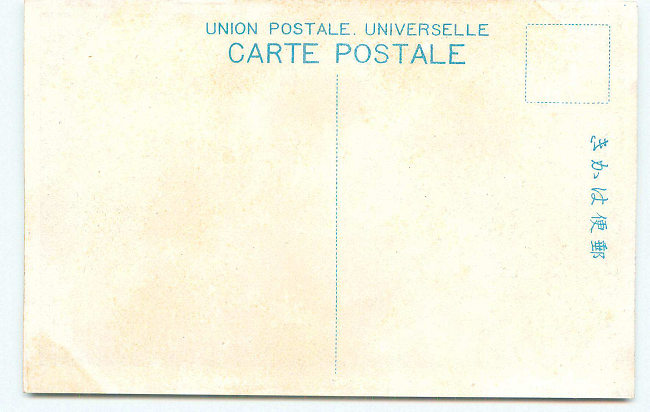 UNION POSTALE. UNIVERSELLE
CARTE POSTALE
郵便はかき